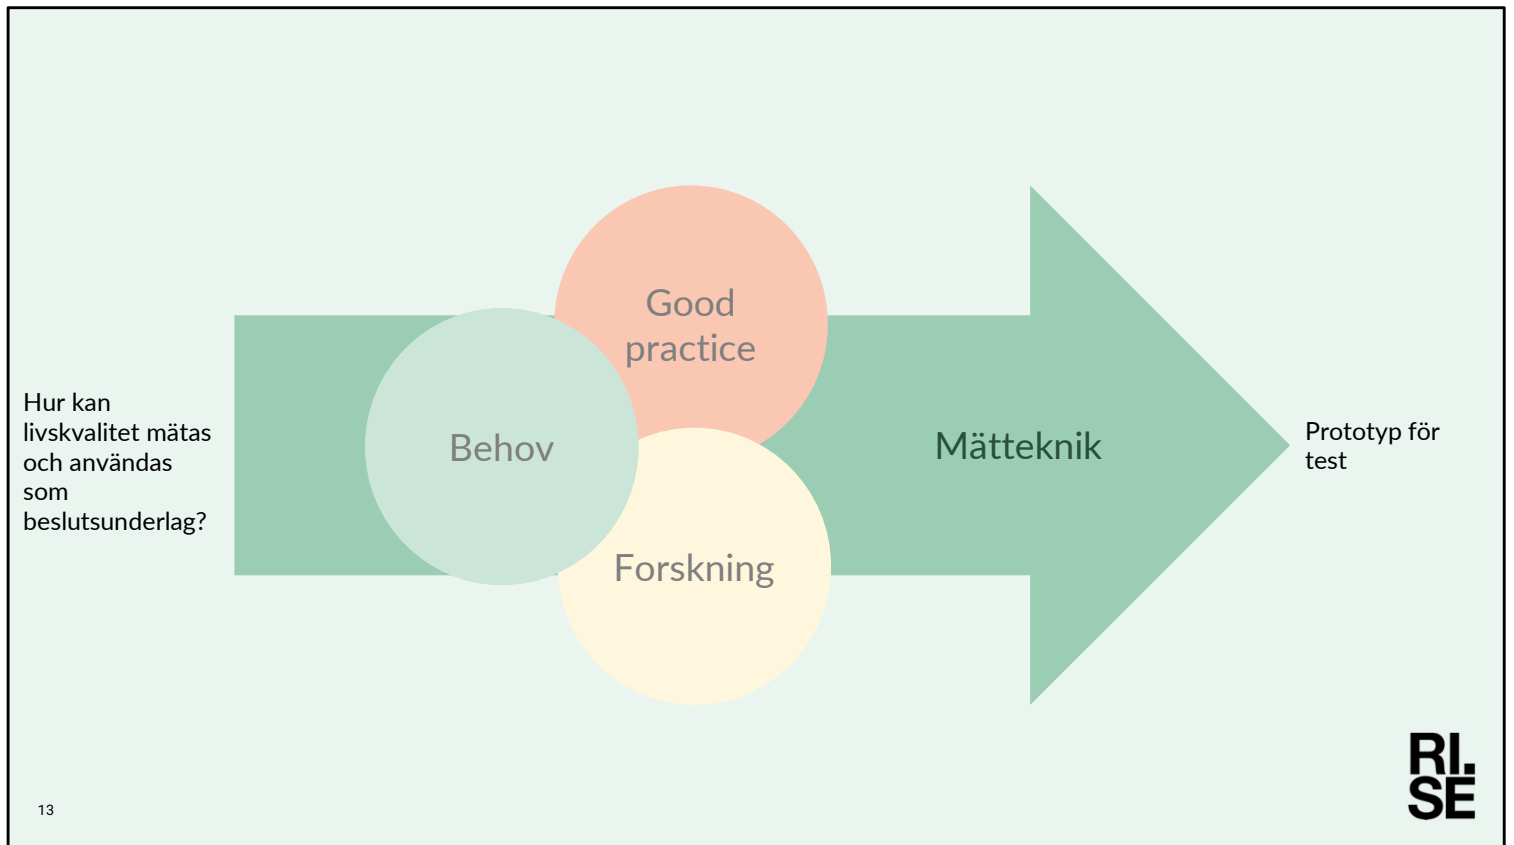 Good
practice
Hur kan
livskvalitet mätas
och användas
som
beslutsunderlag?
Behov
Mätteknik
Prototyp för
test
Forskning
RI.
SE
13